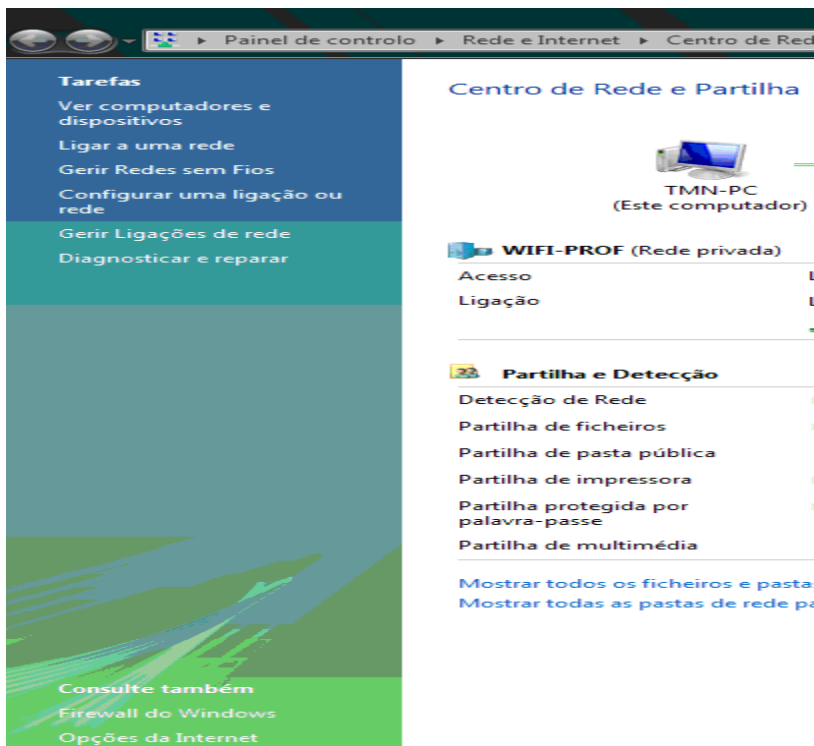 Painel de controlo ▸ Rede e Internet ▸ Centro de Red
Tarefas
Ver computadores e
dispositivos
Ligar a uma rede
Gerir Redes sem Fios
Configurar uma ligação ou
rede
Gerir Ligações de rede
Diagnosticar e reparar
Consulte também
Firewall do Windows
Opções da Internet
Centro de Rede e Partilha
TMN-PC
(Este computador)
WIFI-PROF (Rede privada)
Acesso L
Ligação L
Partilha e Detecção
Detecção de Rede
Partilha de ficheiros
Partilha de pasta pública
Partilha de impressora
Partilha protegida por
palavra-passe
Partilha de multimédia
Mostrar todos os ficheiros e pasta
Mostrar todas as pastas de rede pa